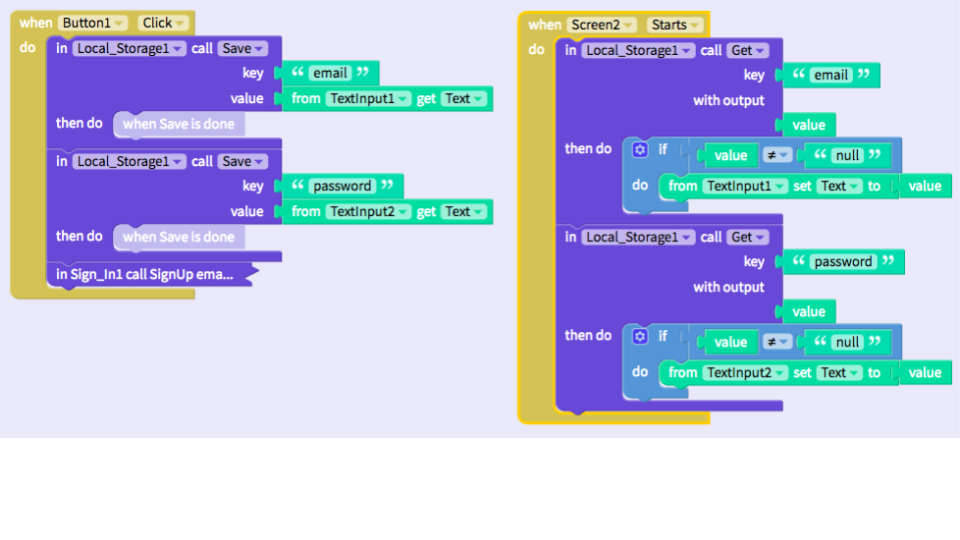 when Button1 Click
do in Local_Storage1 call Save
key “ email ”
value from TextInput1 get Text
then do when Save is done
in Local_Storage1 call Save
key “ password ”
value from TextInput2 get Text
then do when Save is done
in Sign_In1 call SignUp ema...
when Screen2 Starts
do in Local_Storage1 call Get
key “ email ”
with output
value
then do if value ≠ “ null ”
do from TextInput1 set Text to value
in Local_Storage1 call Get
key “ password ”
with output
value
then do if value ≠ “ null ”
do from TextInput2 set Text to value